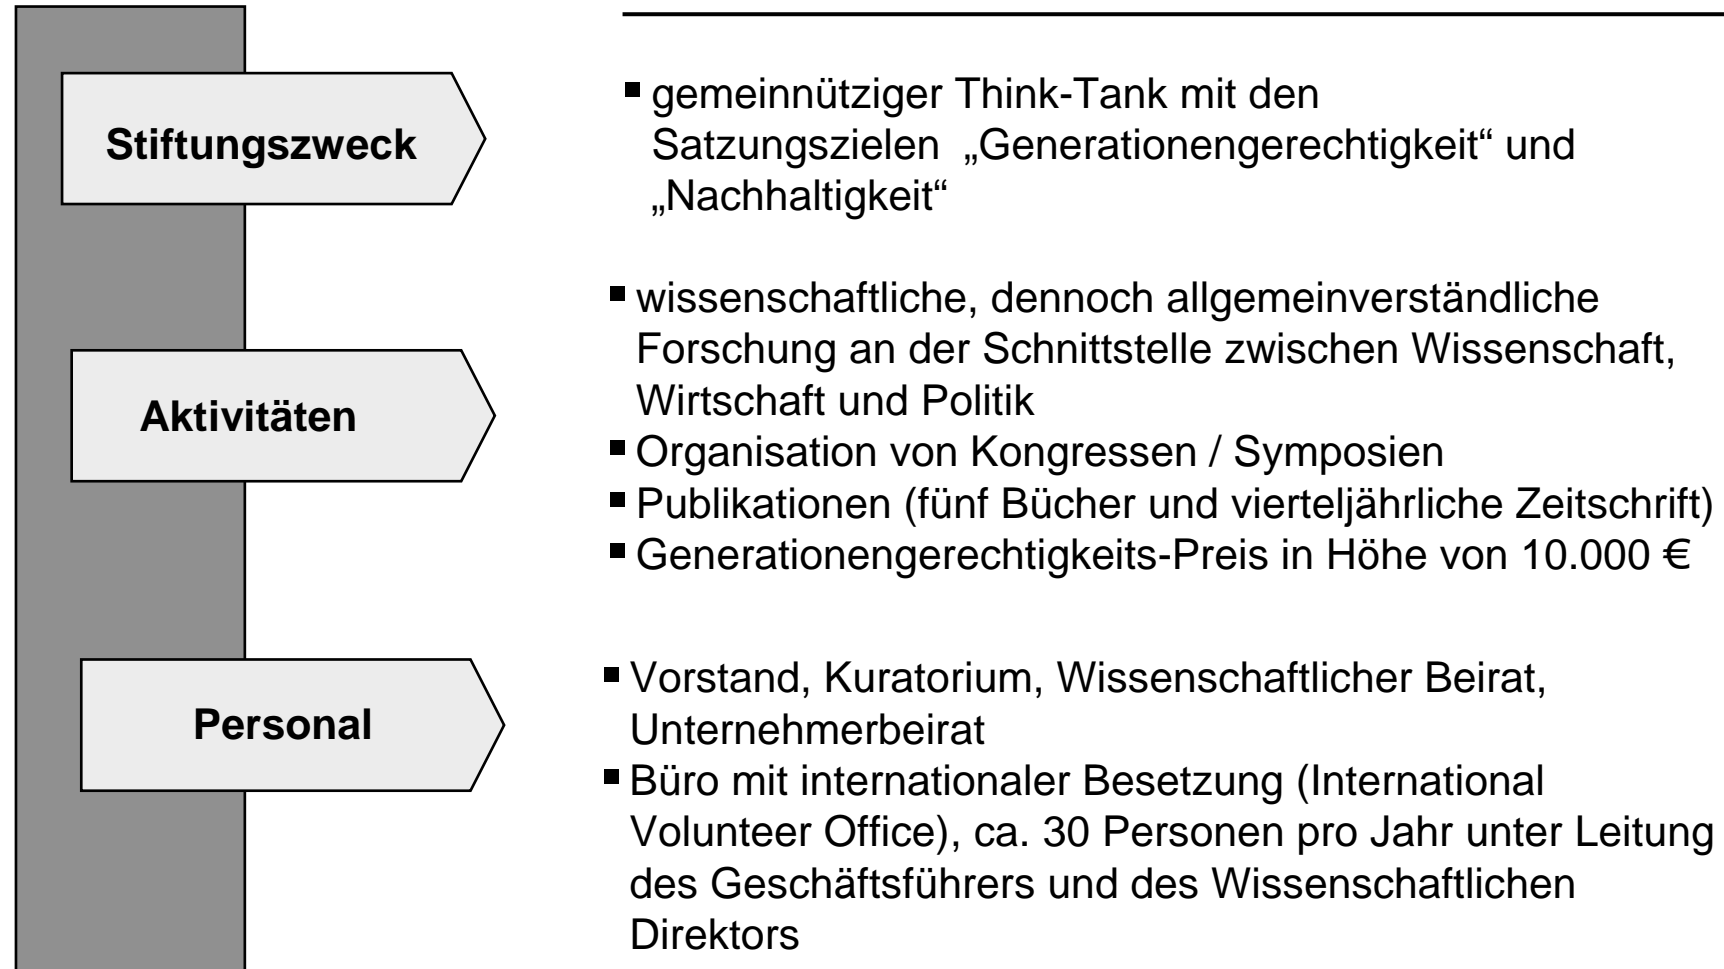 Stiftungszweck
▪ gemeinnütziger Think-Tank mit den
Satzungszielen „Generationengerechtigkeit“ und
„Nachhaltigkeit“
Aktivitäten
▪ wissenschaftliche, dennoch allgemeinverständliche
Forschung an der Schnittstelle zwischen Wissenschaft,
Wirtschaft und Politik
▪ Organisation von Kongressen / Symposien
▪ Publikationen (fünf Bücher und vierteljährliche Zeitschrift)
▪ Generationengerechtigkeits-Preis in Höhe von 10.000 €
Personal
▪ Vorstand, Kuratorium, Wissenschaftlicher Beirat,
Unternehmerbeirat
▪ Büro mit internationaler Besetzung (International
Volunteer Office), ca. 30 Personen pro Jahr unter Leitung
des Geschäftsführers und des Wissenschaftlichen
Direktors